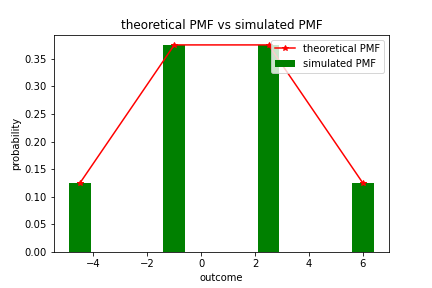 theoretical PMF vs simulated PMF
theoretical PMF
simulated PMF
probability
0.35
0.30
0.25
0.20
0.15
0.10
0.05
0.00
−4
−2
0
2
4
6
outcome